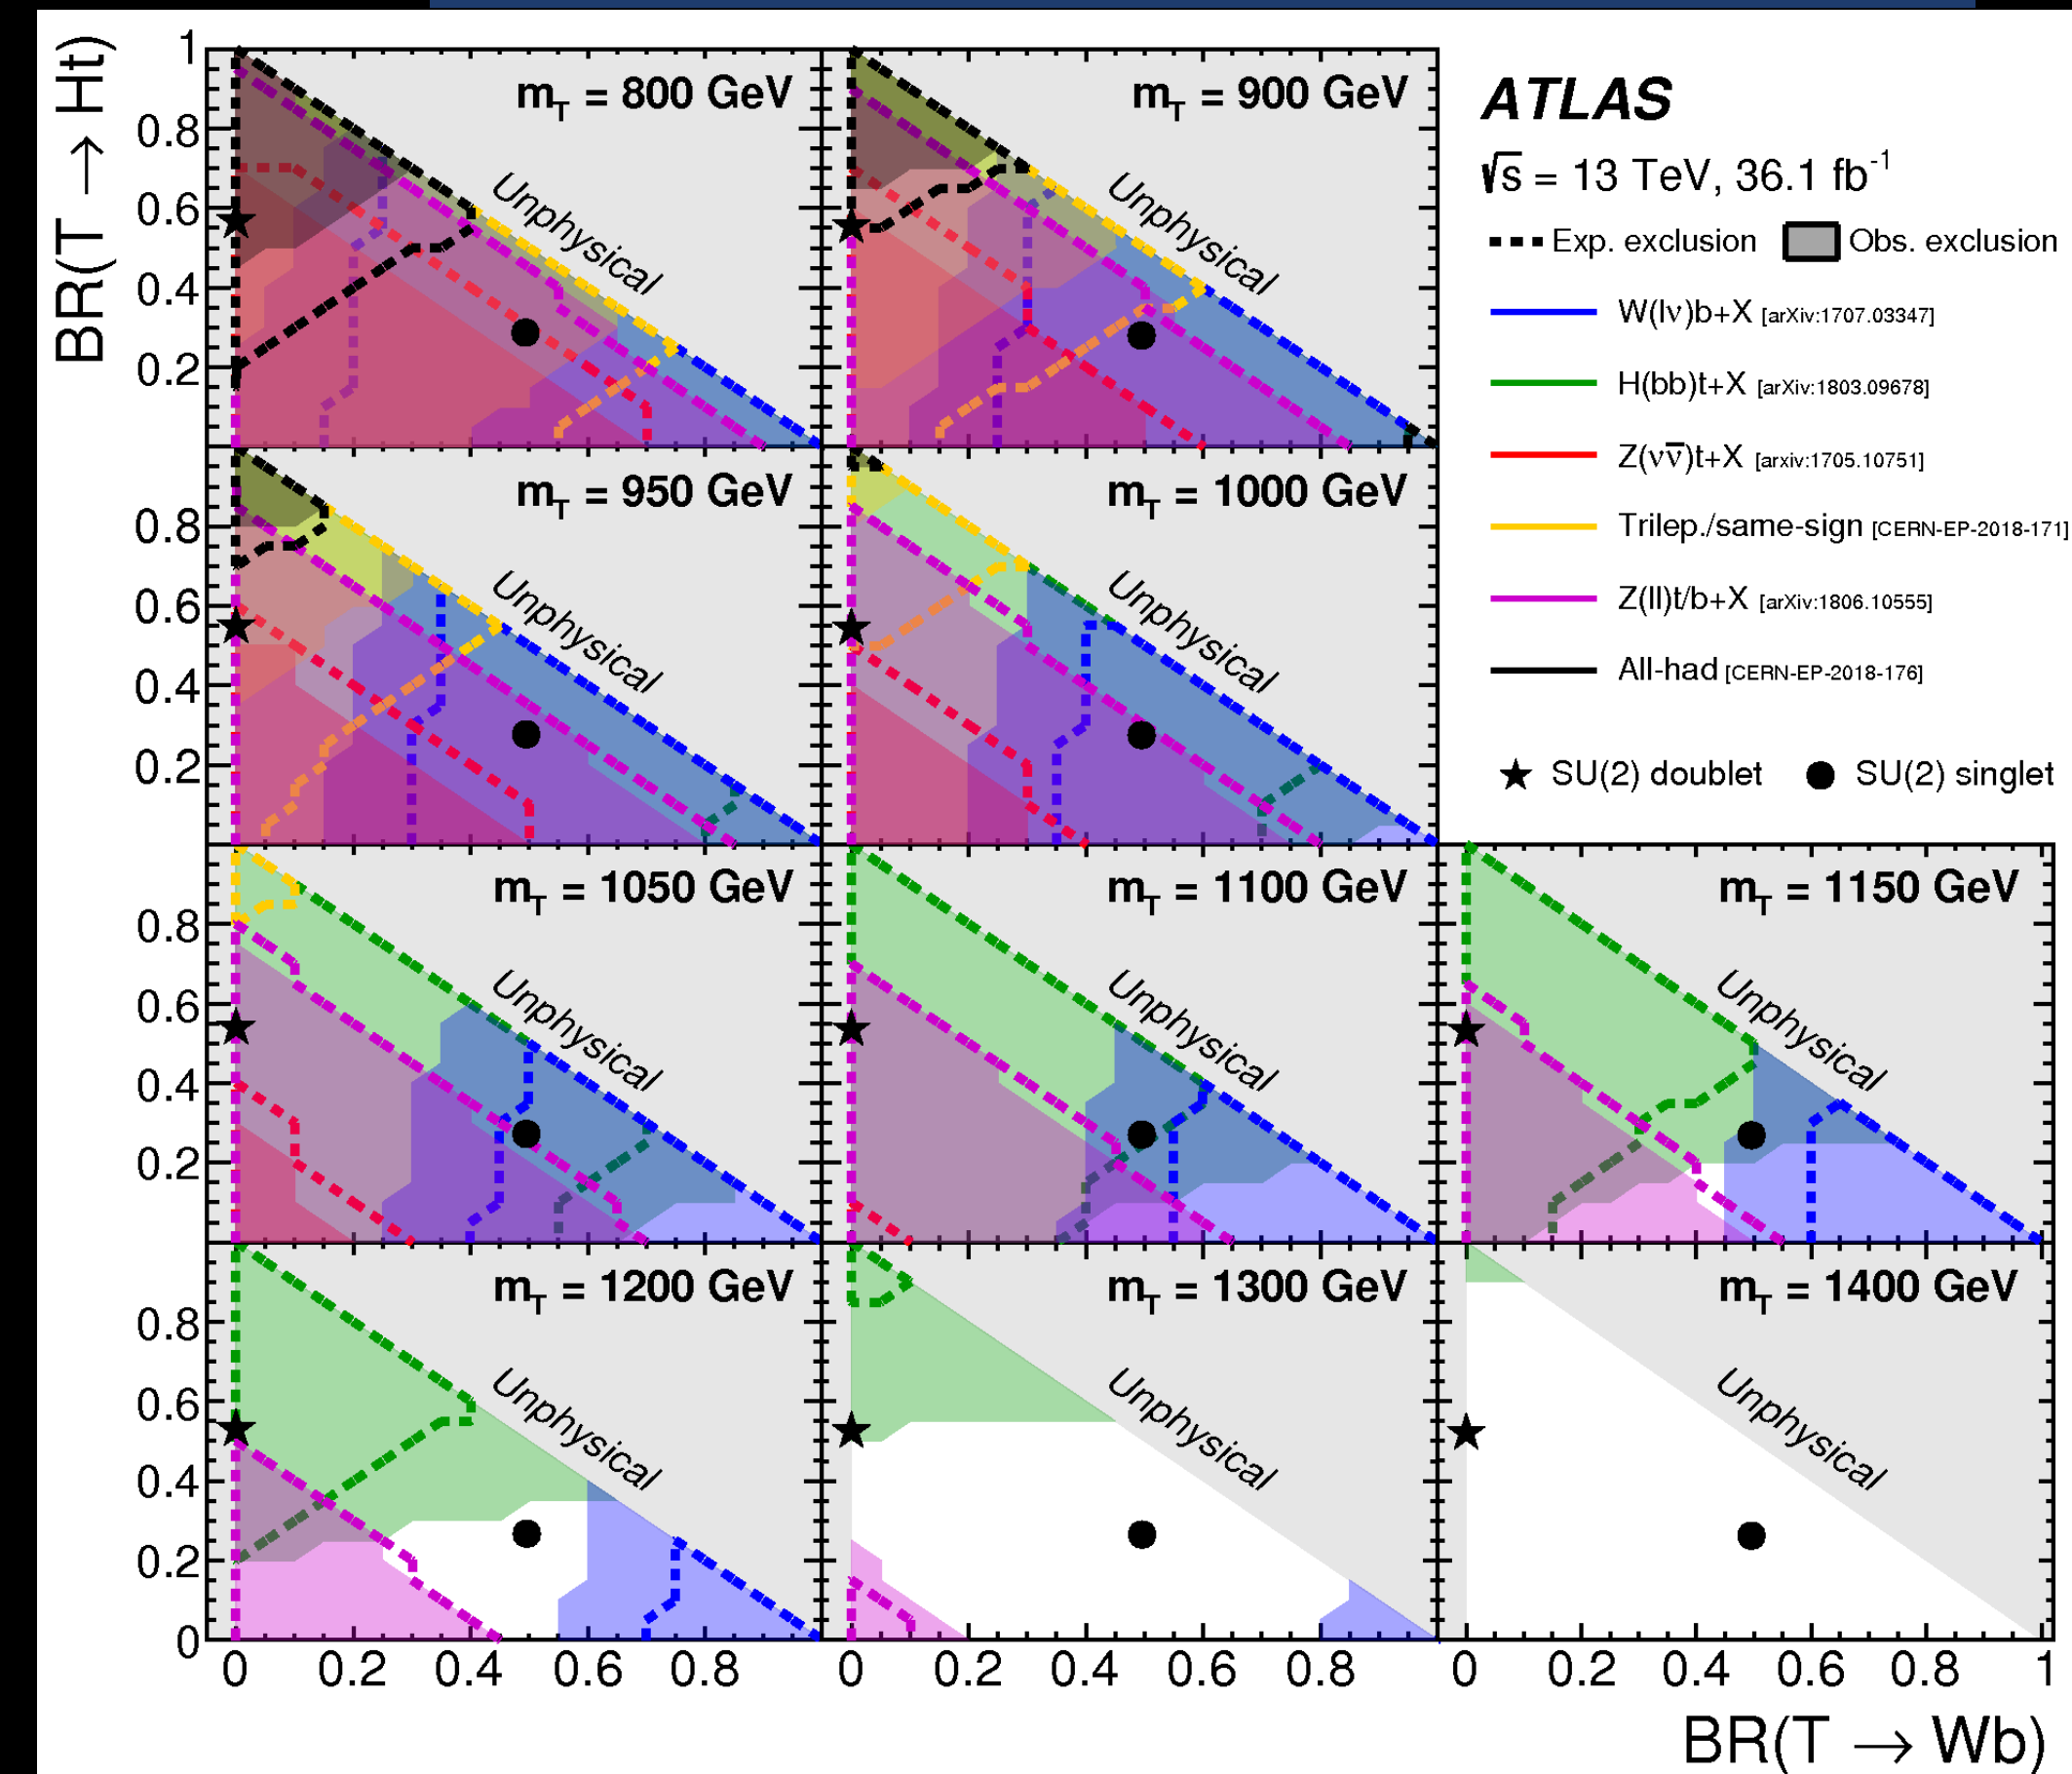 BR(T → Ht)
1
0.8
0.6
0.4
0.2
m_T = 800 GeV
Unphysical
m_T = 900 GeV
Unphysical
ATLAS
√s = 13 TeV, 36.1 fb⁻¹
Exp. exclusion Obs. exclusion
W(lν)b+X [arXiv:1707.03347]
H(bb)t+X [arXiv:1803.09678]
Z(νν̅)t+X [arxiv:1705.10751]
Trilep./same-sign [CERN-EP-2018-171]
Z(ll)t/b+X [arXiv:1806.10555]
All-had [CERN-EP-2018-176]
★ SU(2) doublet ● SU(2) singlet
0.8
0.6
0.4
0.2
m_T = 950 GeV
Unphysical
m_T = 1000 GeV
Unphysical
0.8
0.6
0.4
0.2
m_T = 1050 GeV
Unphysical
m_T = 1100 GeV
Unphysical
m_T = 1150 GeV
Unphysical
0.8
0.6
0.4
0.2
0
m_T = 1200 GeV
Unphysical
m_T = 1300 GeV
Unphysical
m_T = 1400 GeV
Unphysical
0 0.2 0.4 0.6 0.8 0 0.2 0.4 0.6 0.8 0 0.2 0.4 0.6 0.8 1
BR(T → Wb)